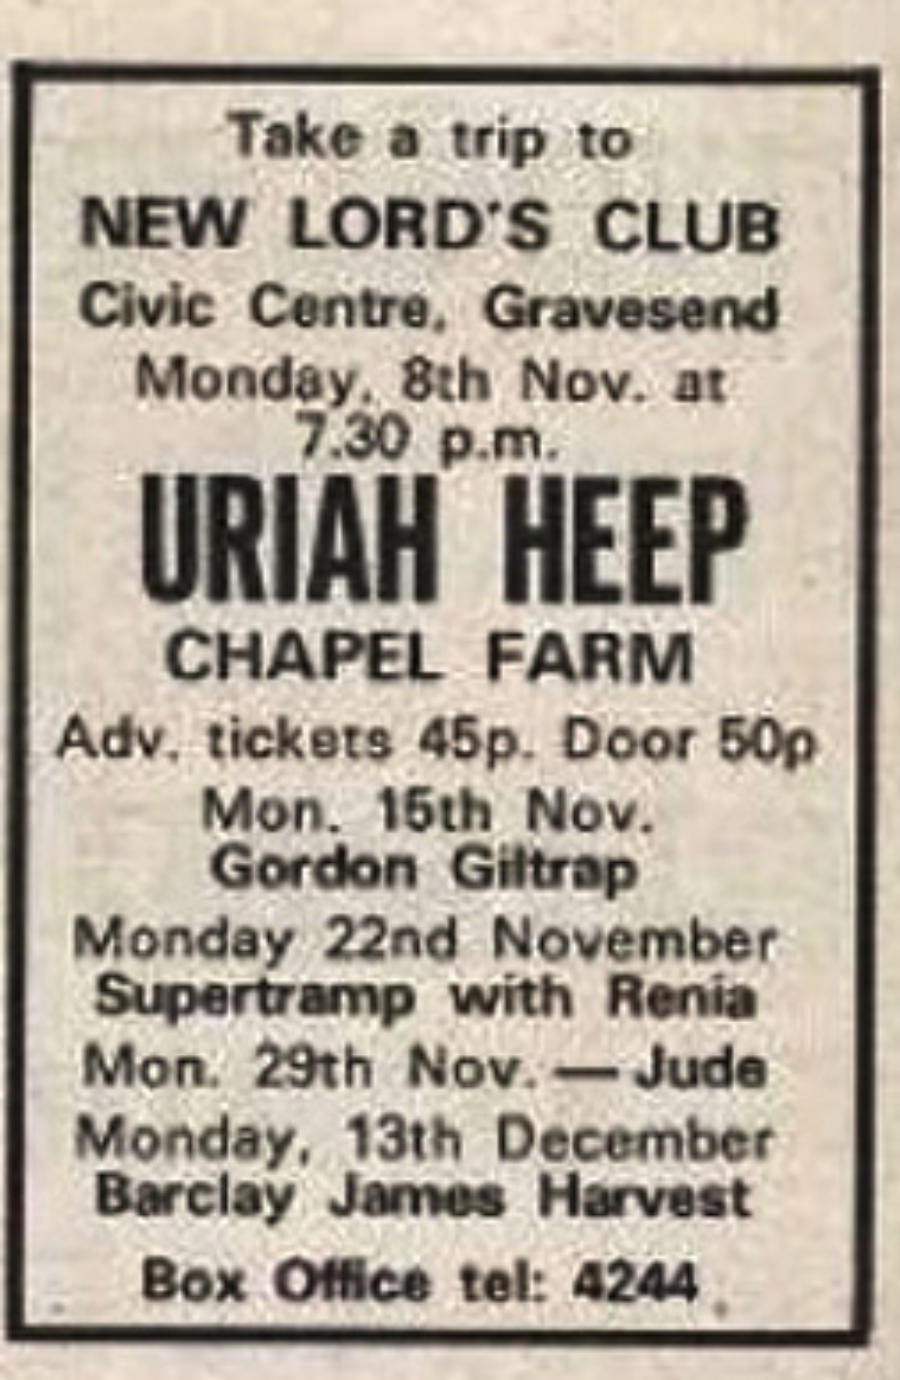 Take a trip to
NEW LORD'S CLUB
Civic Centre, Gravesend
Monday, 8th Nov. at
7.30 p.m.
URIAH HEEP
CHAPEL FARM
Adv. tickets 45p. Door 50p
Mon. 15th Nov.
Gordon Giltrap
Monday 22nd November
Supertramp with Renia
Mon. 29th Nov. — Jude
Monday, 13th December
Barclay James Harvest
Box Office tel: 4244